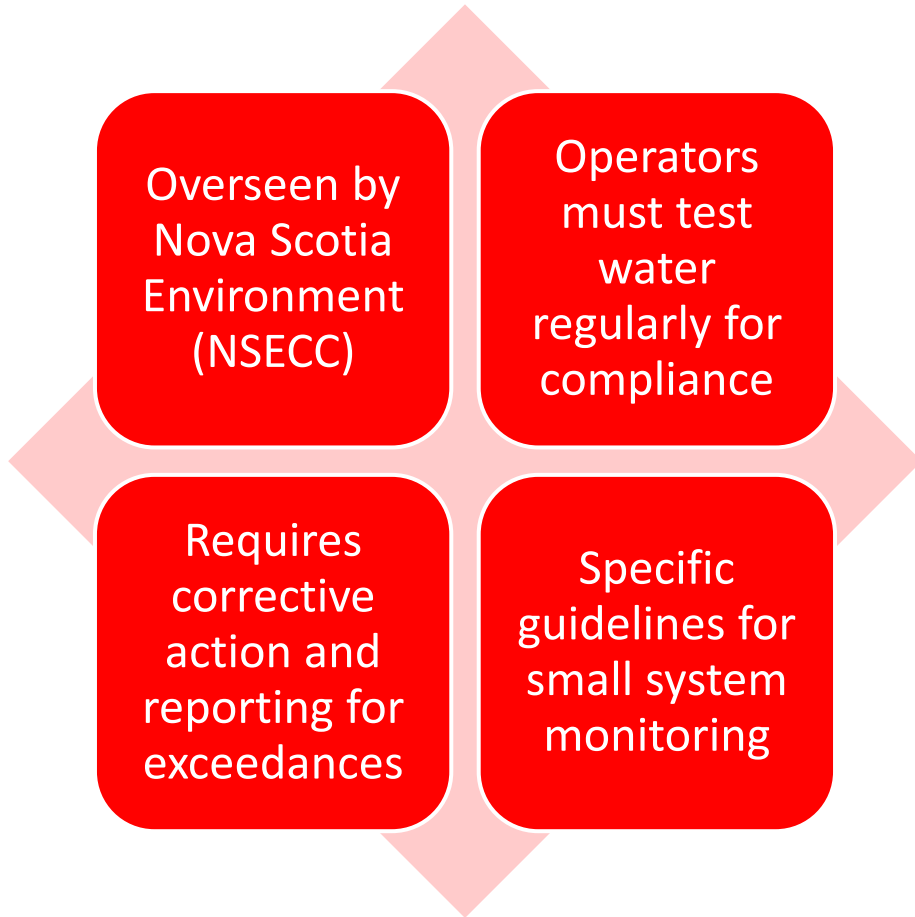 Overseen by
Nova Scotia
Environment
(NSECC)
Operators
must test
water
regularly for
compliance
Requires
corrective
action and
reporting for
exceedances
Specific
guidelines for
small system
monitoring